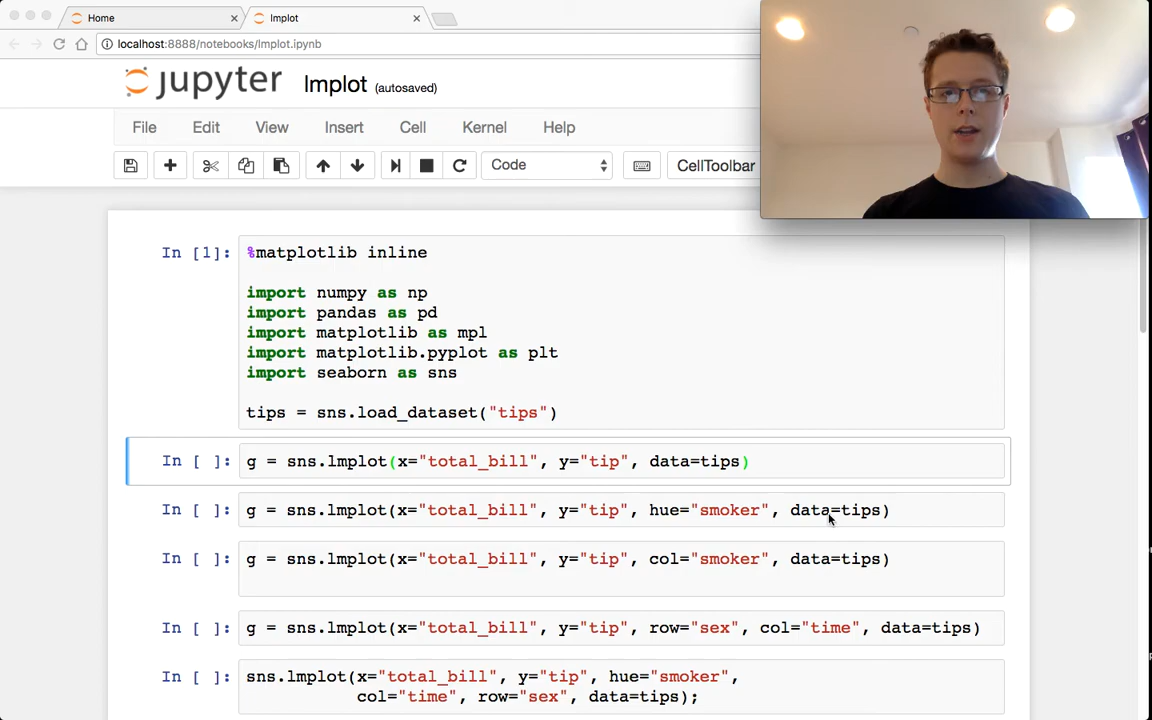 Home
lmplot
localhost:8888/notebooks/lmplot.ipynb
jupyter lmplot (autosaved)
File Edit View Insert Cell Kernel Help
Code CellToolbar
In [1]: %matplotlib inline
import numpy as np
import pandas as pd
import matplotlib as mpl
import matplotlib.pyplot as plt
import seaborn as sns
tips = sns.load_dataset("tips")
In [ ]: g = sns.lmplot(x="total_bill", y="tip", data=tips)
In [ ]: g = sns.lmplot(x="total_bill", y="tip", hue="smoker", data=tips)
In [ ]: g = sns.lmplot(x="total_bill", y="tip", col="smoker", data=tips)
In [ ]: g = sns.lmplot(x="total_bill", y="tip", row="sex", col="time", data=tips)
In [ ]: sns.lmplot(x="total_bill", y="tip", hue="smoker",
col="time", row="sex", data=tips);